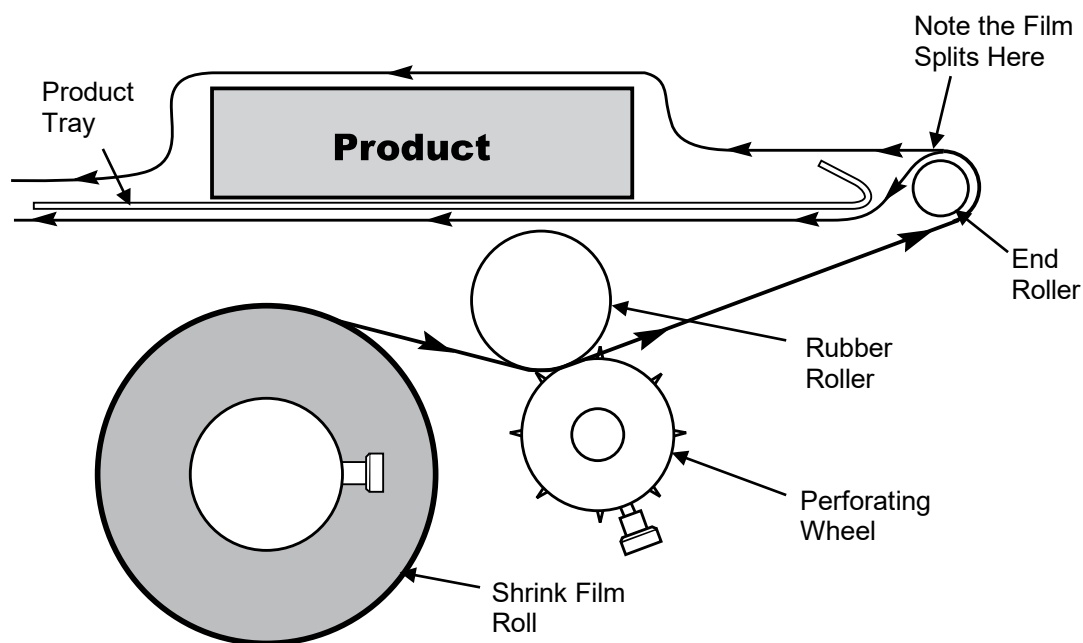 Note the Film
Splits Here
Product
Tray
Product
End
Roller
Rubber
Roller
Perforating
Wheel
Shrink Film
Roll